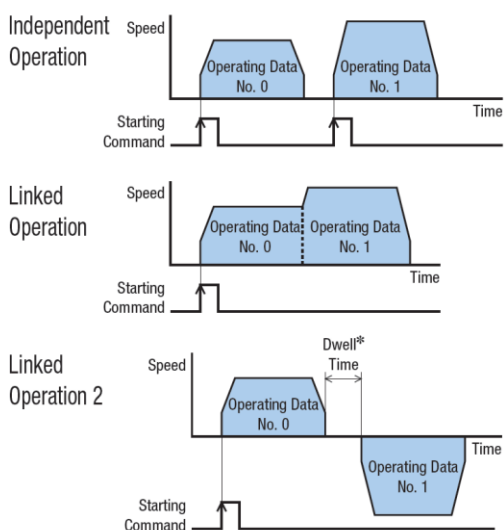 Independent
Operation
Speed
Operating Data
No. 0
Operating Data
No. 1
Time
Starting
Command
Linked
Operation
Speed
Operating Data
No. 0
Operating Data
No. 1
Time
Starting
Command
Linked
Operation 2
Speed
Dwell*
Time
Operating Data
No. 0
Time
Operating Data
No. 1
Starting
Command